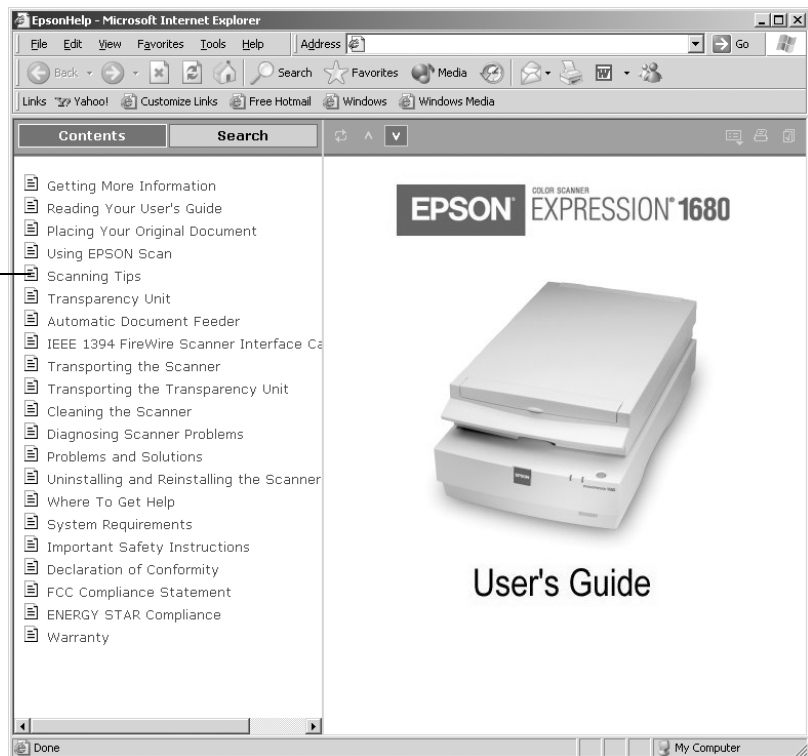 EpsonHelp - Microsoft Internet Explorer
File Edit View Favorites Tools Help Address Go
Back Search Favorites Media
Links Yahoo! Customize Links Free Hotmail Windows Windows Media
Contents Search
Getting More Information
Reading Your User's Guide
Placing Your Original Document
Using EPSON Scan
Scanning Tips
Transparency Unit
Automatic Document Feeder
IEEE 1394 FireWire Scanner Interface Ca
Transporting the Scanner
Transporting the Transparency Unit
Cleaning the Scanner
Diagnosing Scanner Problems
Problems and Solutions
Uninstalling and Reinstalling the Scanner
Where To Get Help
System Requirements
Important Safety Instructions
Declaration of Conformity
FCC Compliance Statement
ENERGY STAR Compliance
Warranty
EPSON®
COLOR SCANNER
EXPRESSION® 1680
EPSON
User's Guide
Done My Computer